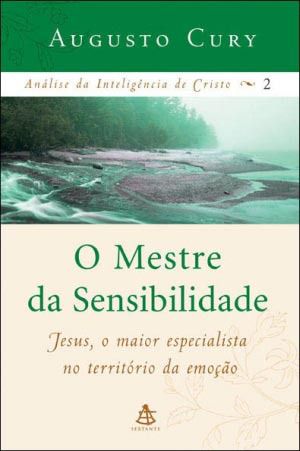 Augusto Cury
Análise da Inteligência de Cristo 2
O Mestre
da Sensibilidade
Jesus, o maior especialista
no território da emoção
SEXTANTE